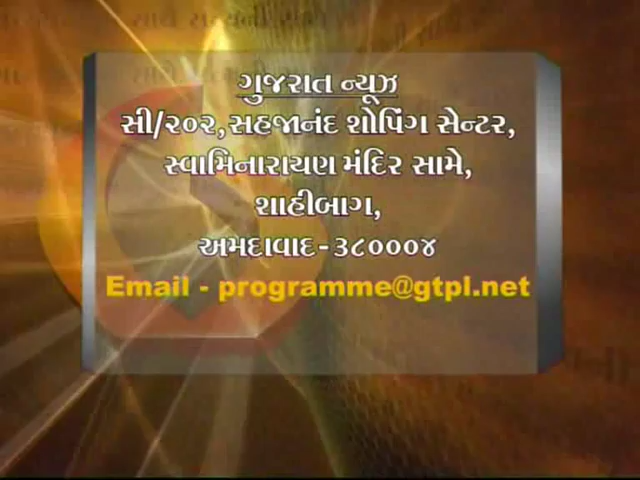 ગુજરાત ન્યૂઝ
સી/૨૦૨,સહજાનંદ શોપિંગ સેન્ટર,
સ્વામિનારાયણ મંદિર સામે,
શાહીબાગ,
અમદાવાદ-૩૮૦૦૦૪
Email - programme@gtpl.net